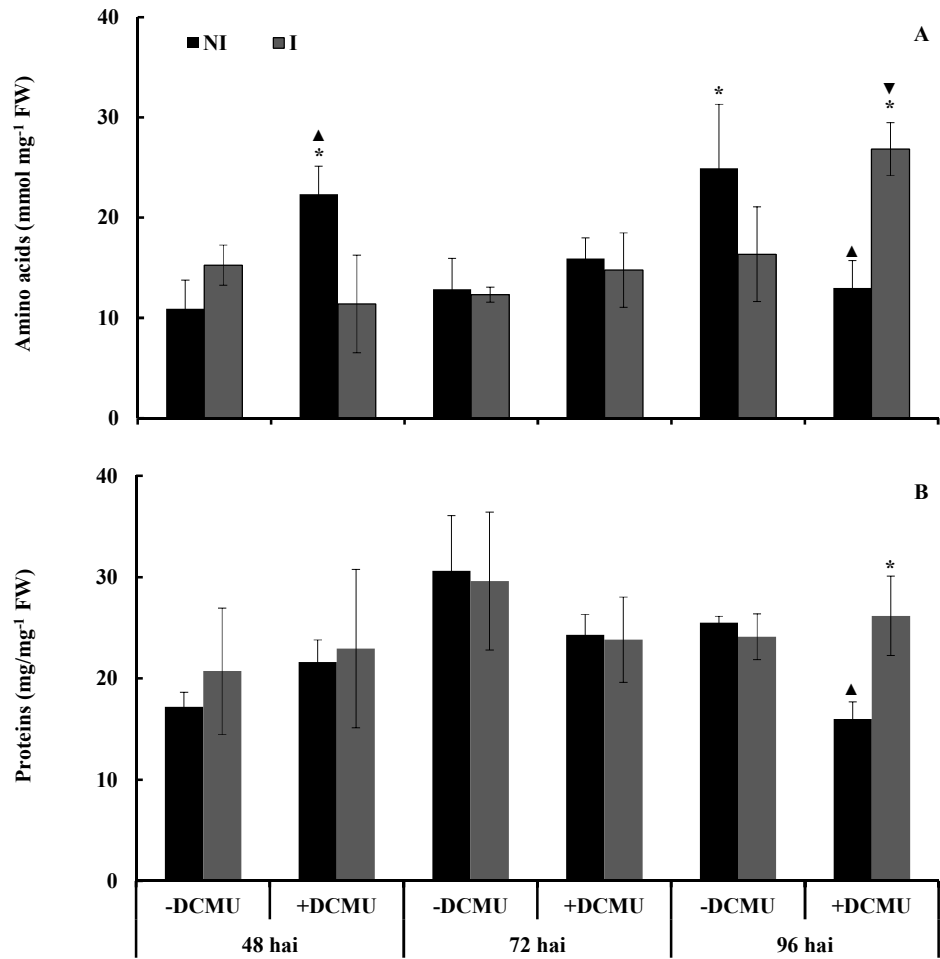 40
A
NI I
Amino acids (mmol mg⁻¹ FW)
▲
*
*
▼
*
▲
30
20
10
0
40
B
Proteins (mg/mg⁻¹ FW)
30
*
▲
20
10
0
-DCMU +DCMU -DCMU +DCMU -DCMU +DCMU
48 hai 72 hai 96 hai